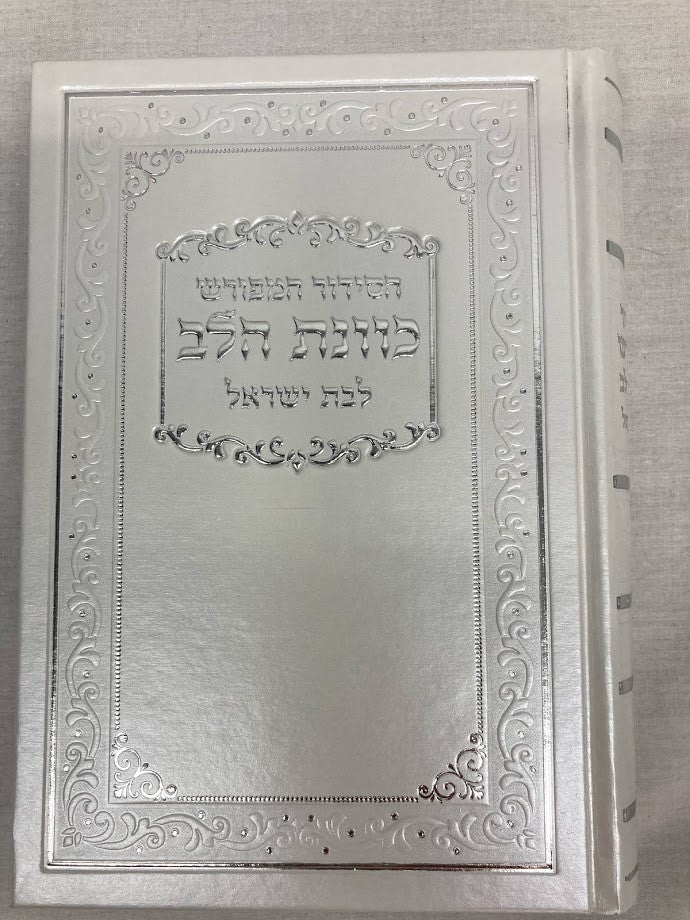 הסידור המפורש
כוונת הלב
לבת ישראל